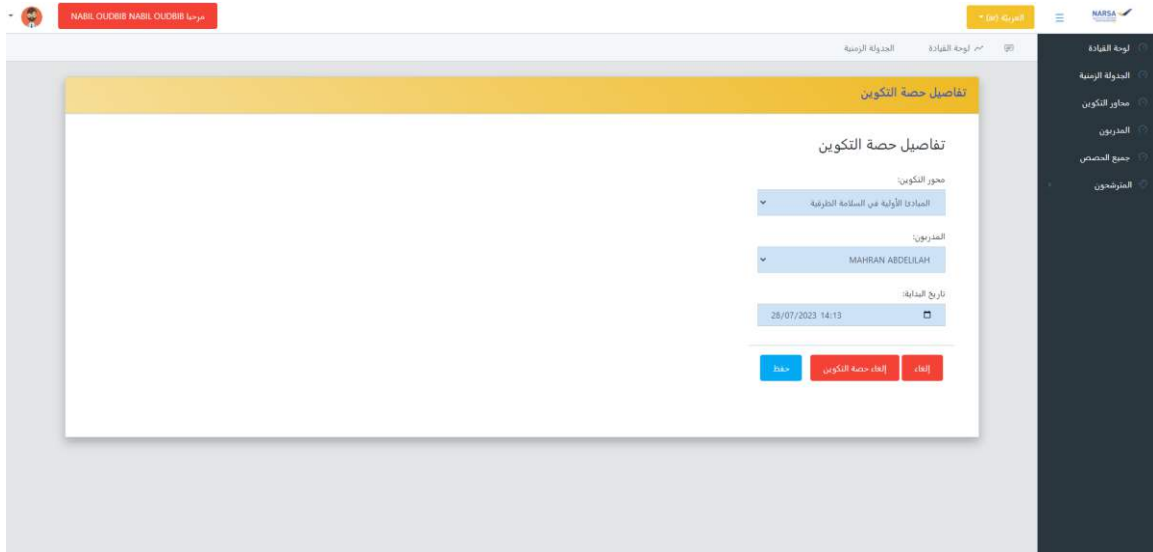 NARSA
العربيّة (ar)
مرحبا NABIL OUDBIB NABIL OUDBIB
لوحة القيادة
الجدولة الزمنية
لوحة القيادة
الجدولة الزمنية
محاور التكوين
المدربون
جميع الحصص
المترشحون
تفاصيل حصة التكوين
تفاصيل حصة التكوين
محور التكوين:
المبادئ الأولية في السلامة الطرقية
المدربون:
MAHRAN ABDELILAH
تاريخ البداية:
28/07/2023 14:13
إلغاء
إلغاء حصة التكوين
حفظ